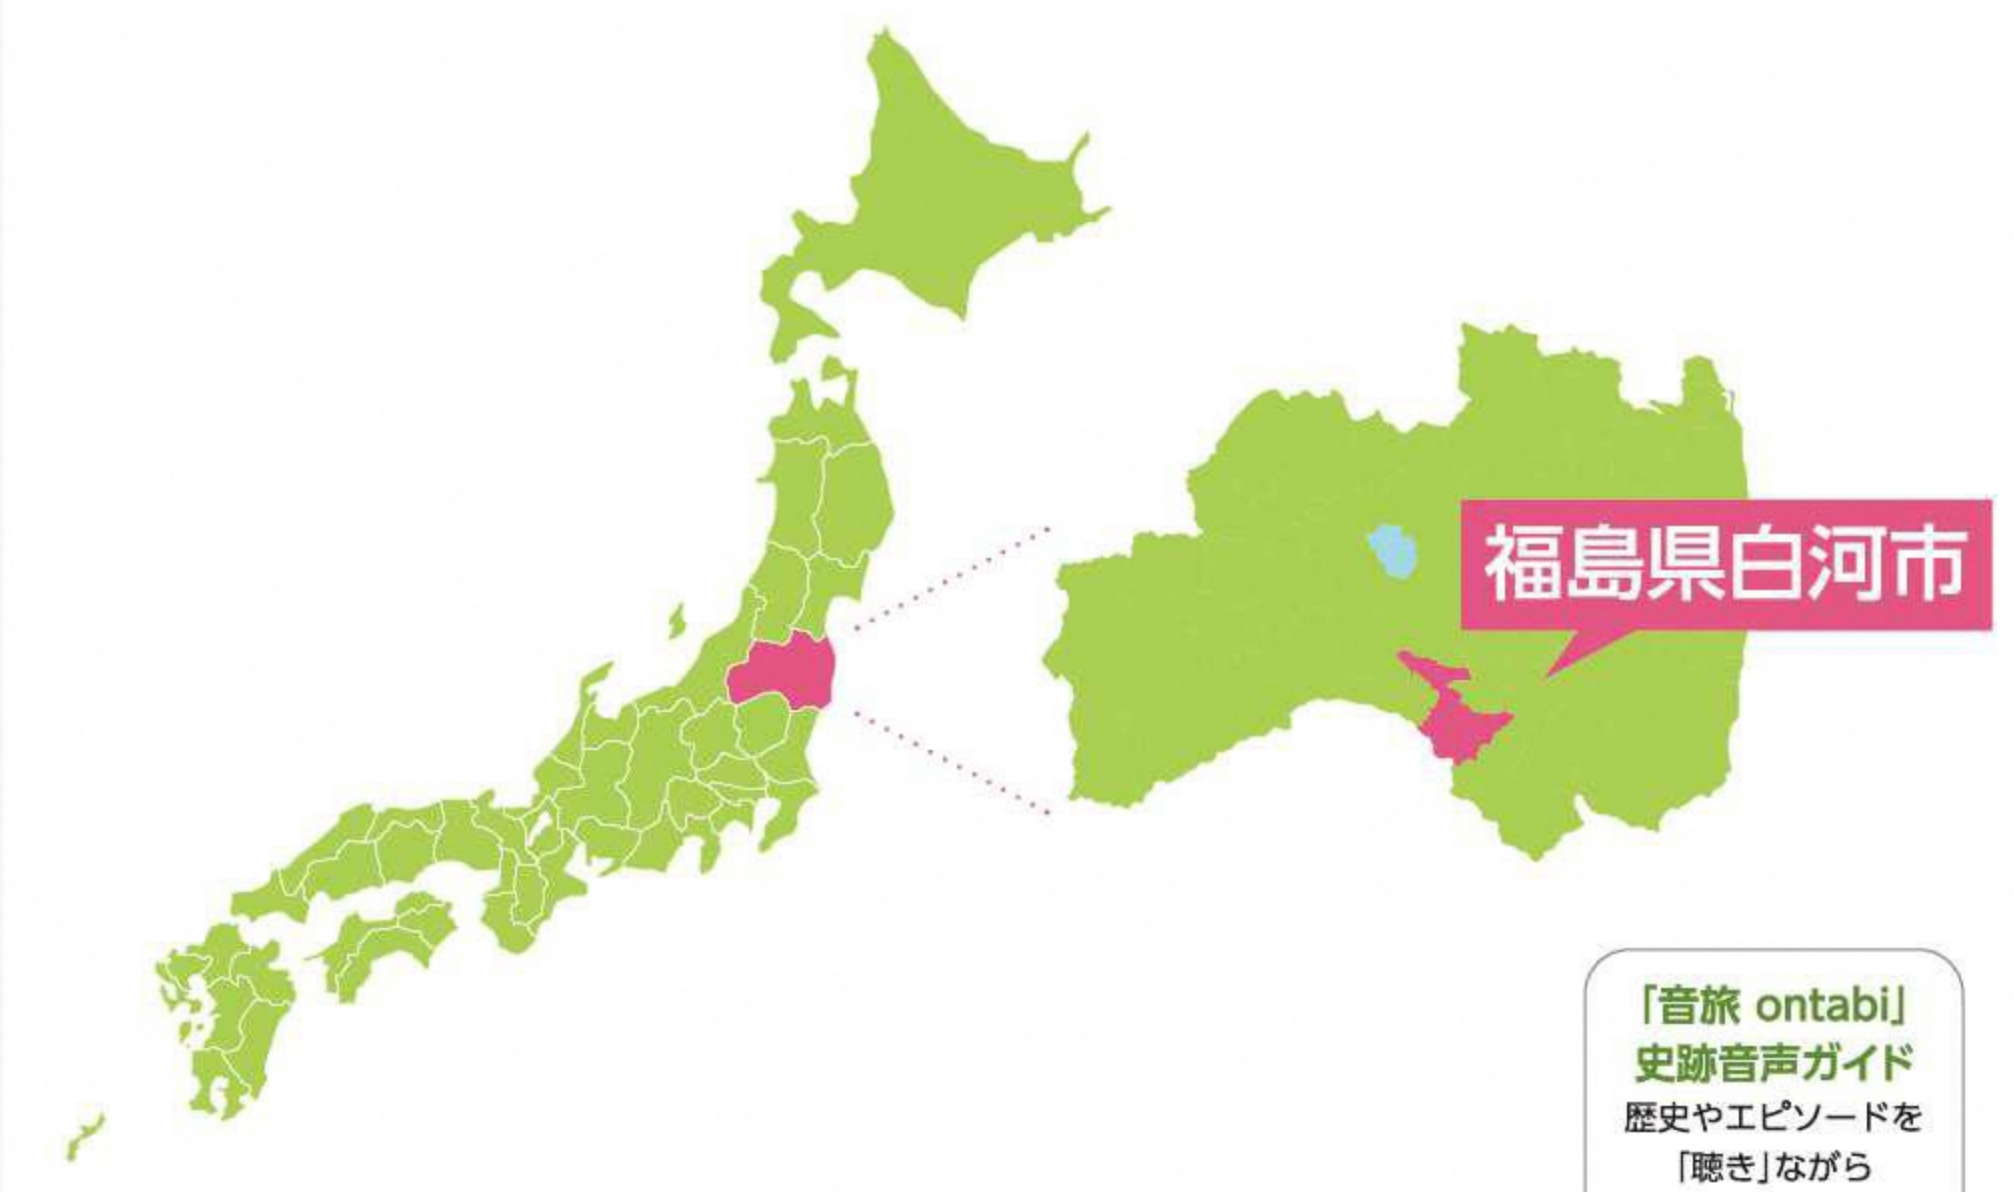 福島県白河市
「音旅 ontabi」
史跡音声ガイド
歴史やエピソードを
「聴き」ながら